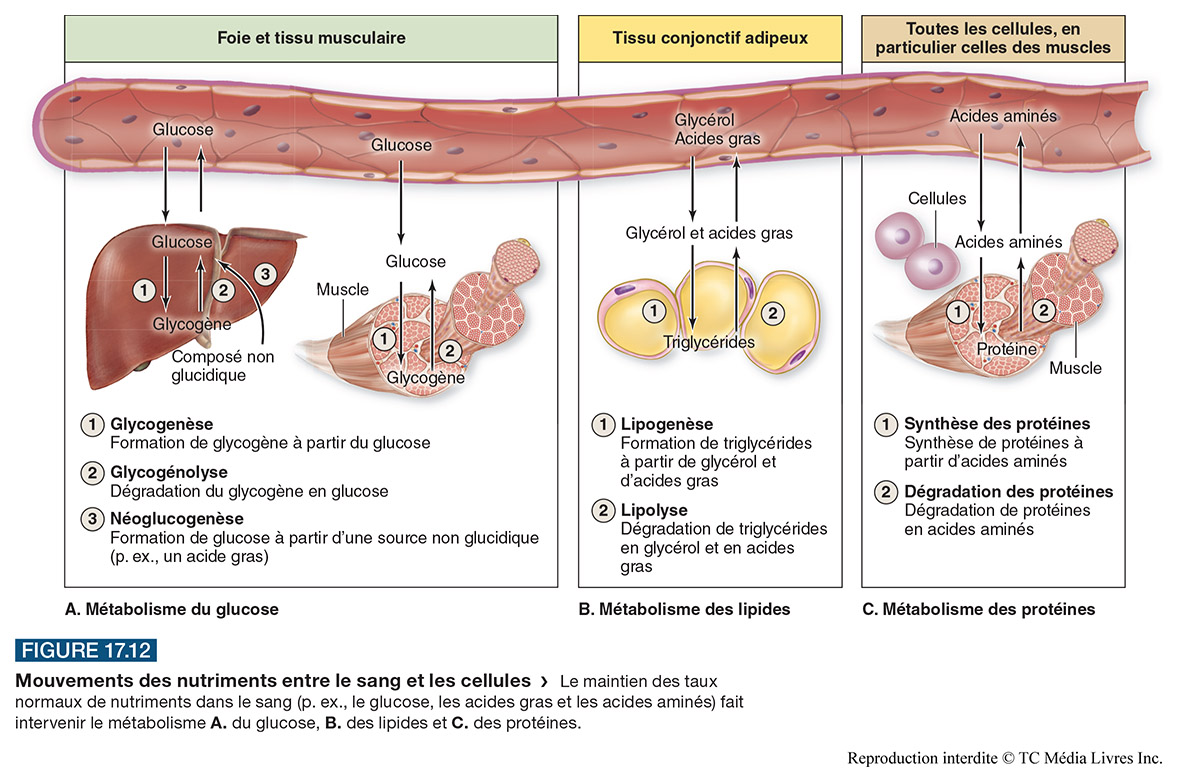 Foie et tissu musculaire
Glucose
Glucose
Glucose
1
2
3
Glycogène
Composé non
glucidique
Glucose
Muscle
1
2
Glycogène
1 Glycogenèse
Formation de glycogène à partir du glucose
2 Glycogénolyse
Dégradation du glycogène en glucose
3 Néoglucogenèse
Formation de glucose à partir d’une source non glucidique
(p. ex., un acide gras)
A. Métabolisme du glucose
Tissu conjonctif adipeux
Glycérol
Acides gras
Glycérol et acides gras
1
2
Triglycérides
1 Lipogenèse
Formation de triglycérides
à partir de glycérol et
d’acides gras
2 Lipolyse
Dégradation de triglycérides
en glycérol et en acides
gras
B. Métabolisme des lipides
Toutes les cellules, en
particulier celles des muscles
Acides aminés
Cellules
Acides aminés
1
2
Protéine
Muscle
1 Synthèse des protéines
Synthèse de protéines à
partir d’acides aminés
2 Dégradation des protéines
Dégradation de protéines
en acides aminés
C. Métabolisme des protéines
FIGURE 17.12
Mouvements des nutriments entre le sang et les cellules › Le maintien des taux
normaux de nutriments dans le sang (p. ex., le glucose, les acides gras et les acides aminés) fait
intervenir le métabolisme A. du glucose, B. des lipides et C. des protéines.
Reproduction interdite © TC Média Livres Inc.